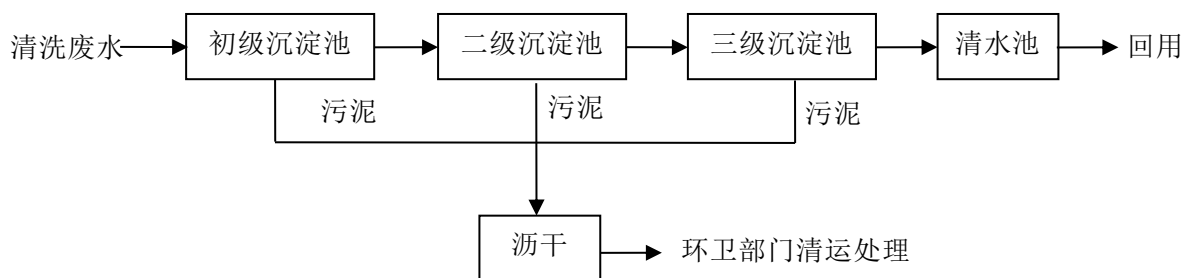 清洗废水
初级沉淀池
二级沉淀池
三级沉淀池
清水池
回用
污泥
污泥
污泥
沥干
环卫部门清运处理